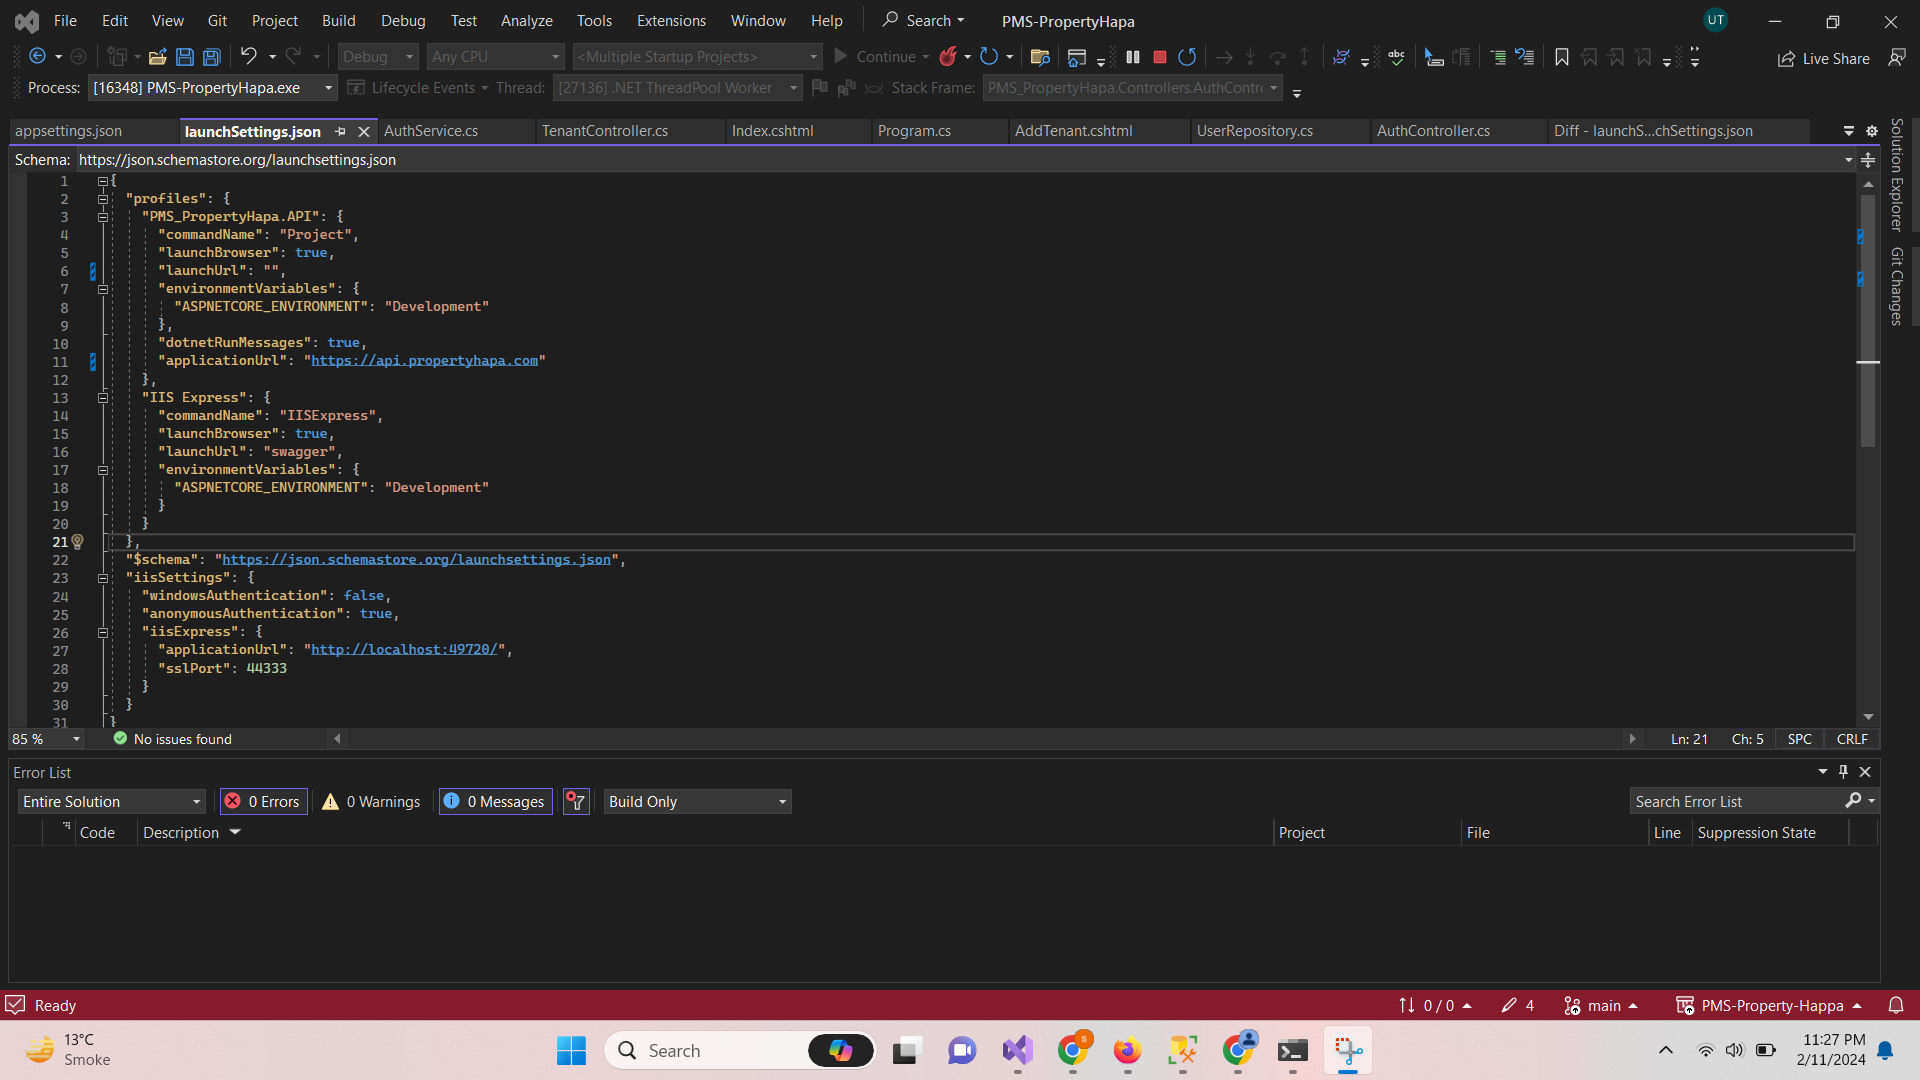 File Edit View Git Project Build Debug Test Analyze Tools Extensions Window Help Search PMS-PropertyHapa UT
Debug Any CPU <Multiple Startup Projects> Continue Live Share
Process: [16348] PMS-PropertyHapa.exe Lifecycle Events Thread: [27136] .NET ThreadPool Worker Stack Frame: PMS_PropertyHapa.Controllers.AuthContro
appsettings.json launchSettings.json AuthService.cs TenantController.cs Index.cshtml Program.cs AddTenant.cshtml UserRepository.cs AuthController.cs Diff - launchS...chSettings.json
Schema: https://json.schemastore.org/launchsettings.json
Solution Explorer
Git Changes
1 {
2 "profiles": {
3 "PMS_PropertyHapa.API": {
4 "commandName": "Project",
5 "launchBrowser": true,
6 "launchUrl": "",
7 "environmentVariables": {
8 "ASPNETCORE_ENVIRONMENT": "Development"
9 },
10 "dotnetRunMessages": true,
11 "applicationUrl": "https://api.propertyhapa.com"
12 },
13 "IIS Express": {
14 "commandName": "IISExpress",
15 "launchBrowser": true,
16 "launchUrl": "swagger",
17 "environmentVariables": {
18 "ASPNETCORE_ENVIRONMENT": "Development"
19 }
20 }
21 },
22 "$schema": "https://json.schemastore.org/launchsettings.json",
23 "iisSettings": {
24 "windowsAuthentication": false,
25 "anonymousAuthentication": true,
26 "iisExpress": {
27 "applicationUrl": "http://localhost:49720/",
28 "sslPort": 44333
29 }
30 }
31 }
85 % No issues found Ln: 21 Ch: 5 SPC CRLF
Error List
Entire Solution 0 Errors 0 Warnings 0 Messages Build Only Search Error List
Code Description Project File Line Suppression State
Ready 0 / 0 4 main PMS-Property-Happa
13°C Search 11:27 PM
Smoke 2/11/2024